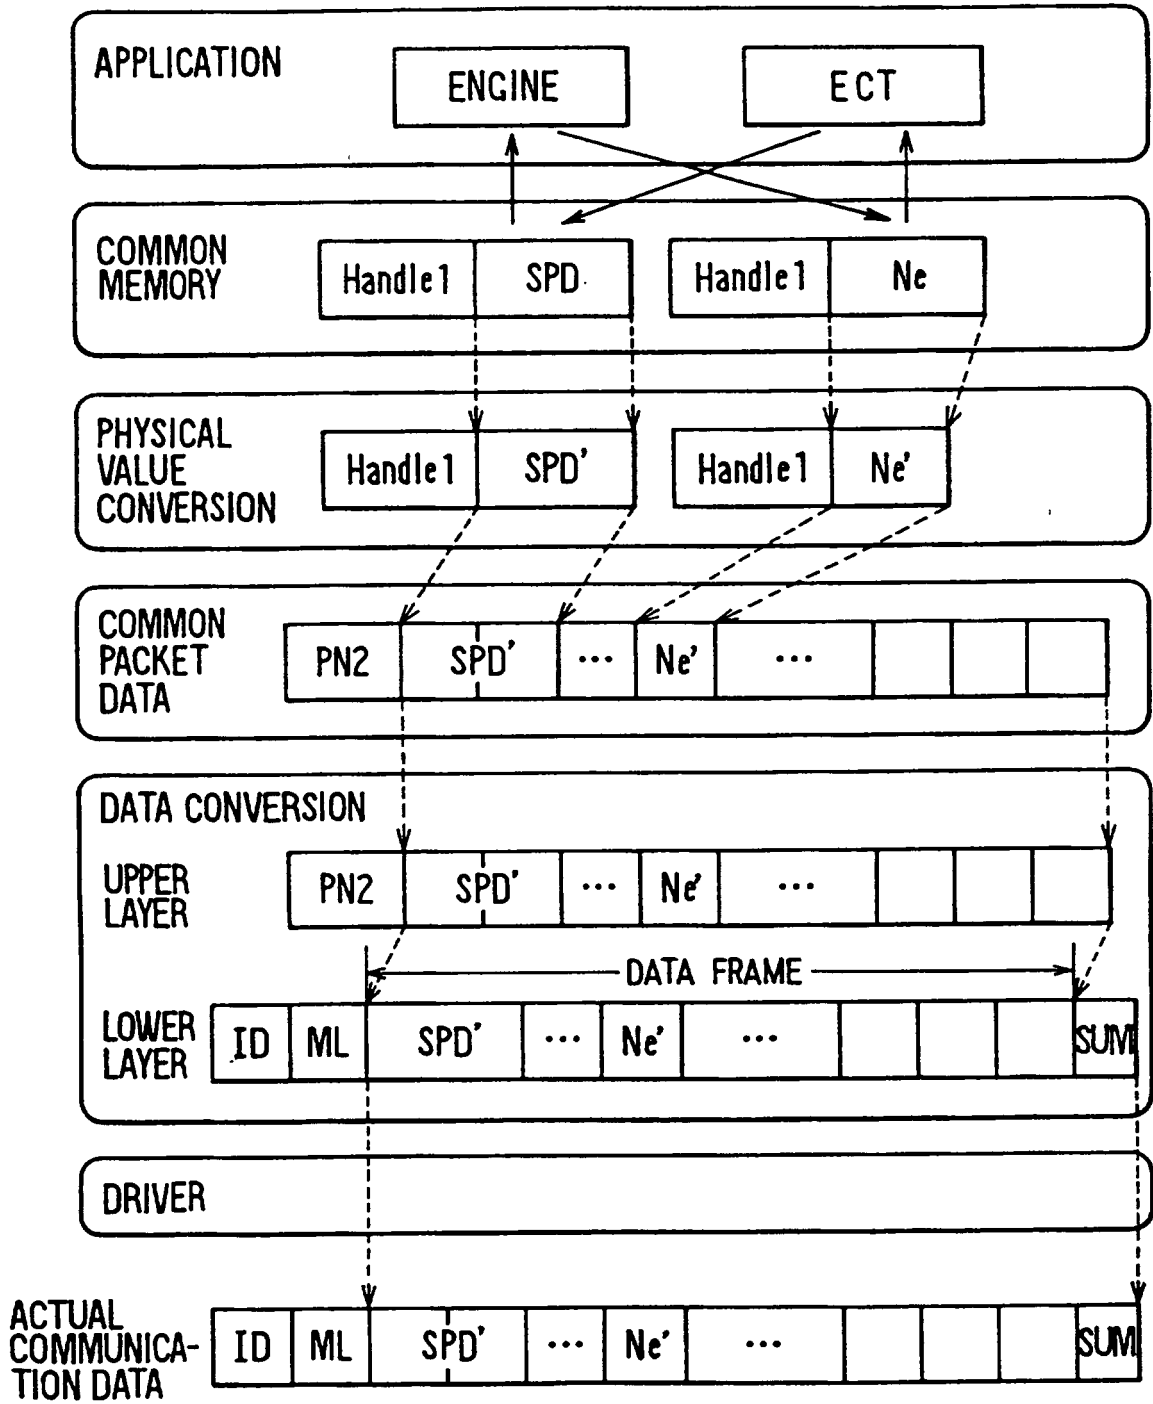 APPLICATION
ENGINE
ECT
COMMON
MEMORY
Handle1 SPD Handle1 Ne
PHYSICAL
VALUE
CONVERSION
Handle1 SPD' Handle1 Ne'
COMMON
PACKET
DATA
PN2 SPD' ... Ne' ...
DATA CONVERSION
UPPER
LAYER
PN2 SPD' ... Ne' ...
DATA FRAME
LOWER
LAYER
ID ML SPD' ... Ne' ... SUM
DRIVER
ACTUAL
COMMUNICA-
TION DATA
ID ML SPD' ... Ne' ... SUM